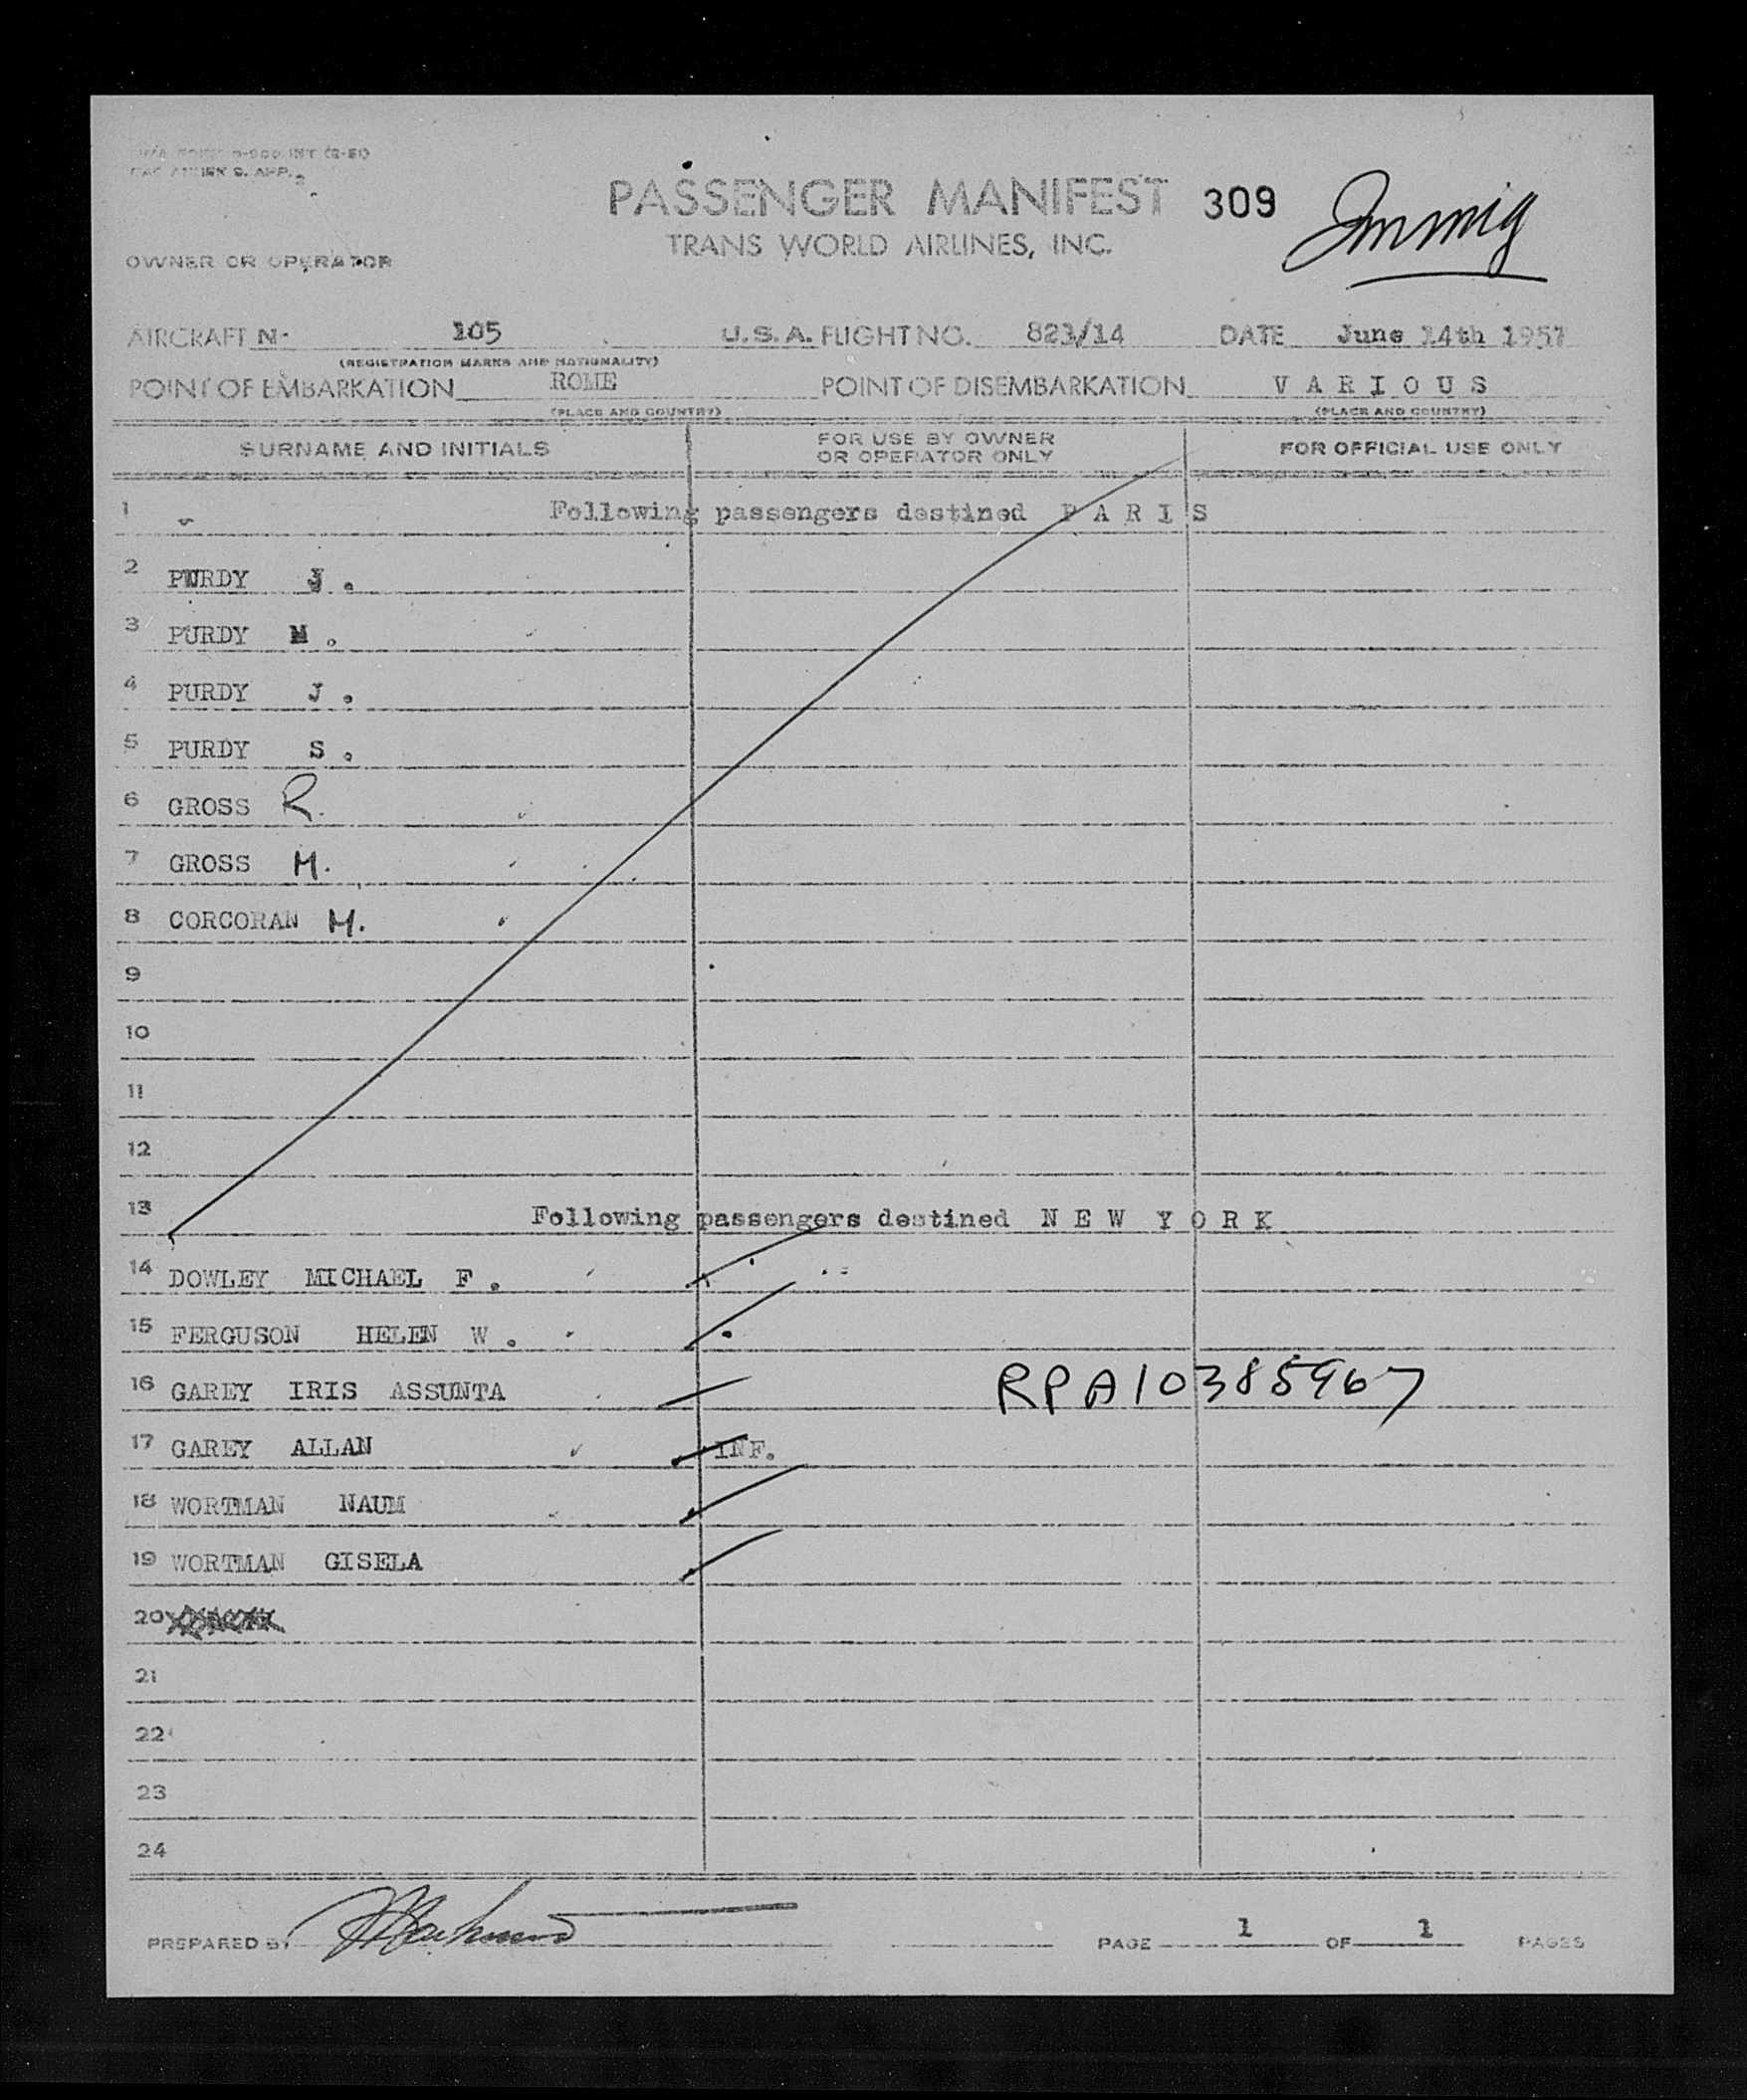 PASSENGER MANIFEST 309 Immig
TRANS WORLD AIRLINES, INC.
OWNER OR OPERATOR
AIRCRAFT N- 105 U.S.A. FLIGHT NO. 821/14 DATE June 14th 1957
(REGISTRATION MARKS AND NATIONALITY)
POINT OF EMBARKATION ROME POINT OF DISEMBARKATION VARIOUS
(PLACE AND COUNTRY) (PLACE AND COUNTRY)
SURNAME AND INITIALS FOR USE BY OWNER OR OPERATOR ONLY FOR OFFICIAL USE ONLY
1 Following passengers destined PARIS
2 PURDY J.
3 PURDY M.
4 PURDY J.
5 PURDY S.
6 GROSS R.
7 GROSS M.
8 CORCORAN M.
9
10
11
12
13 Following passengers destined NEW YORK
14 DOWLEY MICHAEL F.
15 FERGUSON HELEN W.
16 GAREY IRIS ASSUNTA RPA10385967
17 GAREY ALLAN INF.
18 WORTMAN NAUM
19 WORTMAN GISELA
20
21
22
23
24
PREPARED BY PAGE 1 OF 1 PAGES